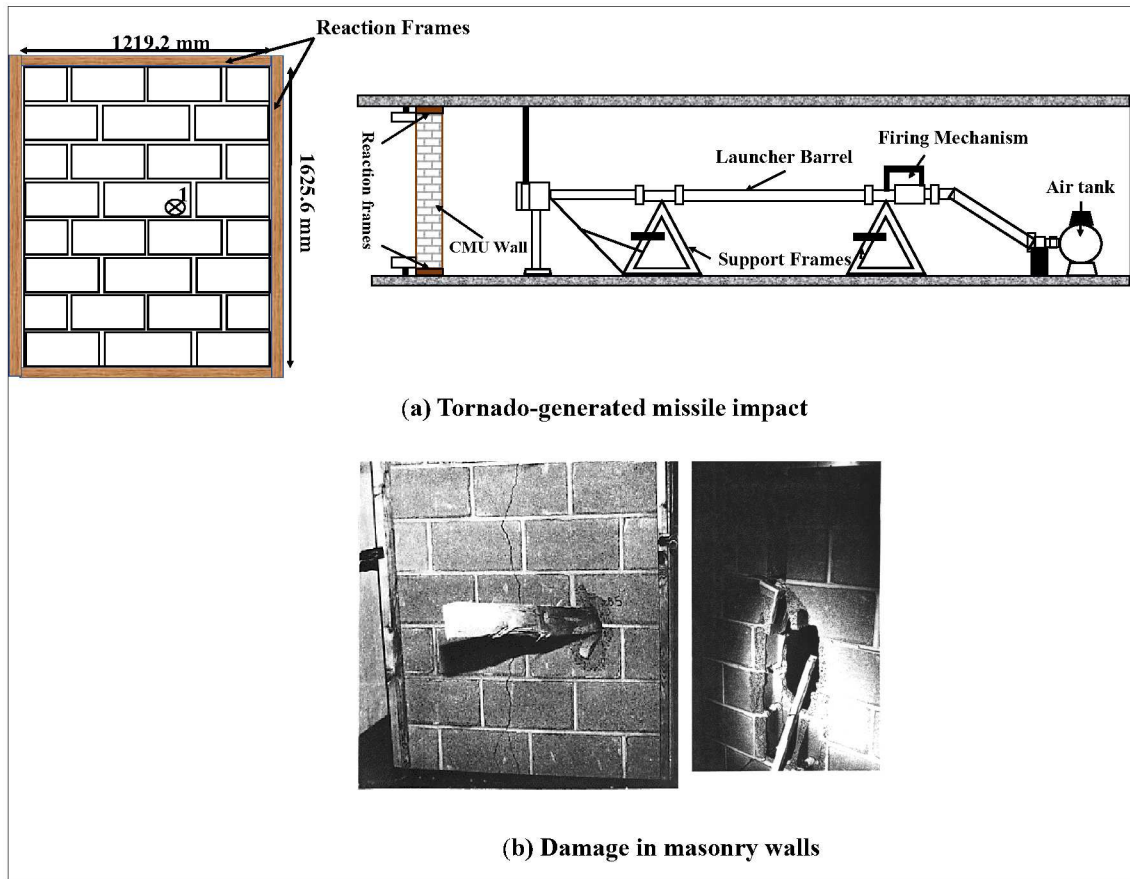 Reaction Frames
1219.2 mm
1625.6 mm
1
Reaction frames
CMU Wall
Launcher Barrel
Firing Mechanism
Air tank
Support Frames
(a) Tornado-generated missile impact
(b) Damage in masonry walls